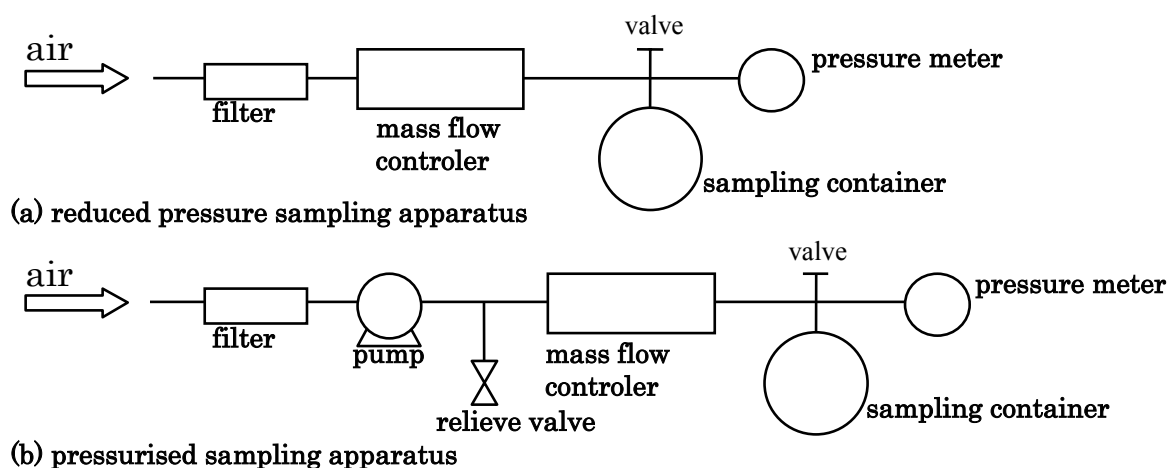 valve
air
pressure meter
filter
mass flow
controler
sampling container
(a) reduced pressure sampling apparatus
valve
air
pressure meter
filter
pump
mass flow
controler
relieve valve
sampling container
(b) pressurised sampling apparatus